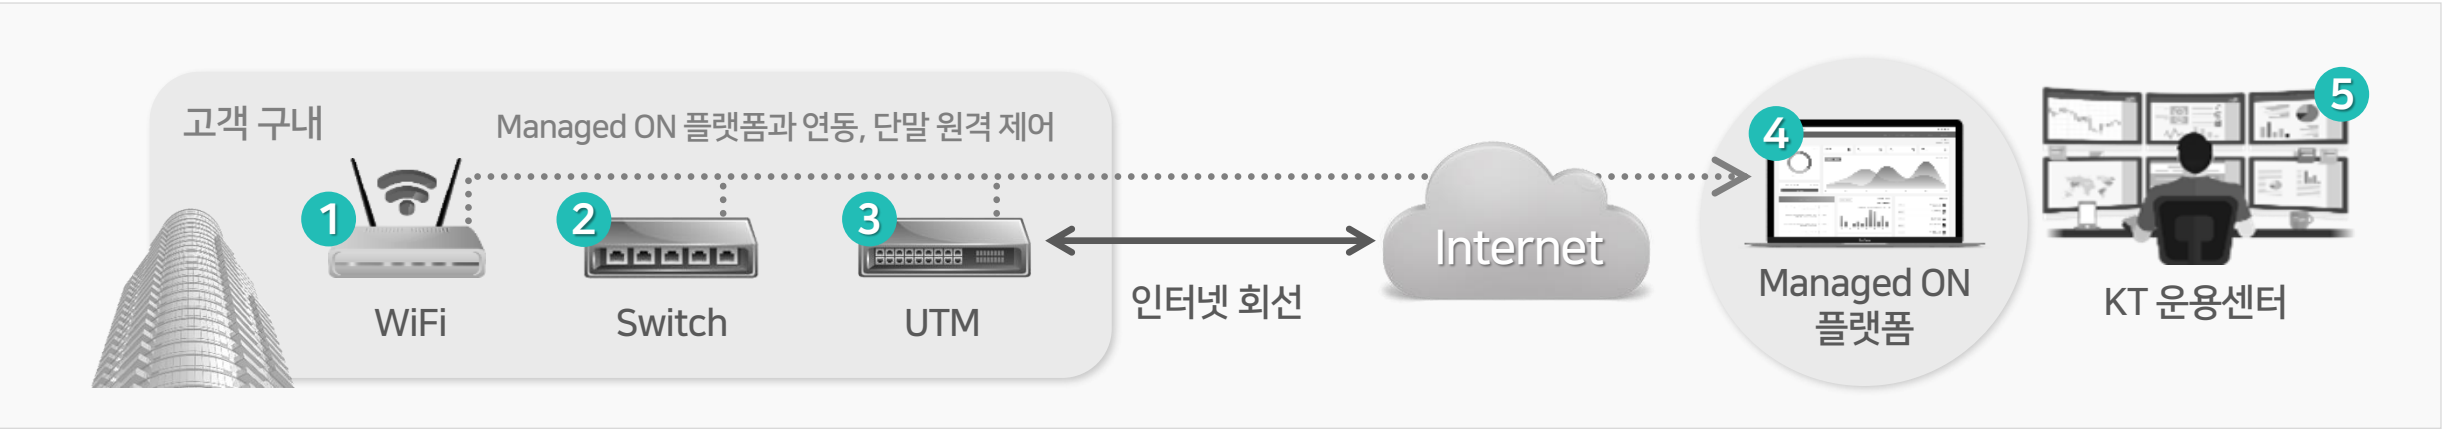 고객 구내
Managed ON 플랫폼과 연동, 단말 원격 제어
1
WiFi
2
Switch
3
UTM
인터넷 회선
Internet
4
Managed ON
플랫폼
5
KT 운용센터